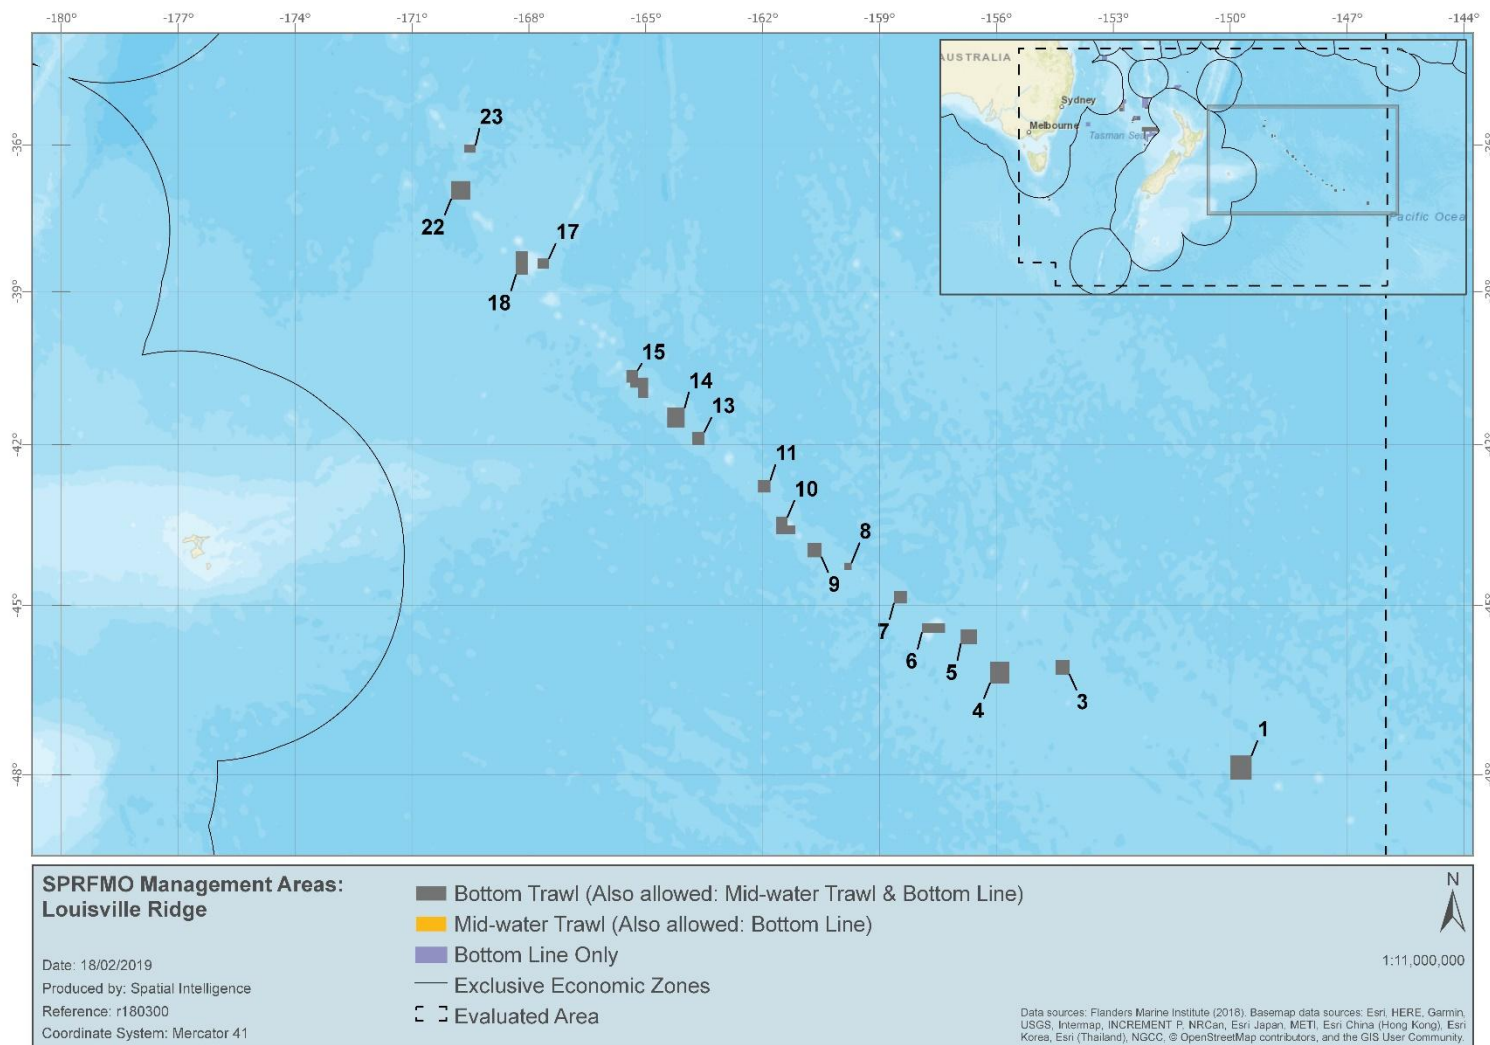 -180° -177° -174° -171° -168° -165° -162° -159° -156° -153° -150° -147° -144°
AUSTRALIA
Sydney
Melbourne
Tasman Sea
Pacific Ocea
-36°
-39°
-42°
-45°
-48°
-42°
-48°
23
22
17
18
15
14
13
11
10
8
9
7
6
5
4
3
1
SPRFMO Management Areas:
Louisville Ridge
Date: 18/02/2019
Produced by: Spatial Intelligence
Reference: r180300
Coordinate System: Mercator 41
Bottom Trawl (Also allowed: Mid-water Trawl & Bottom Line)
Mid-water Trawl (Also allowed: Bottom Line)
Bottom Line Only
Exclusive Economic Zones
Evaluated Area
N
1:11,000,000
Data sources: Flanders Marine Institute (2018). Basemap data sources: Esri, HERE, Garmin,
USGS, Intermap, INCREMENT P, NRCan, Esri Japan, METI, Esri China (Hong Kong), Esri
Korea, Esri (Thailand), NGCC, © OpenStreetMap contributors, and the GIS User Community.